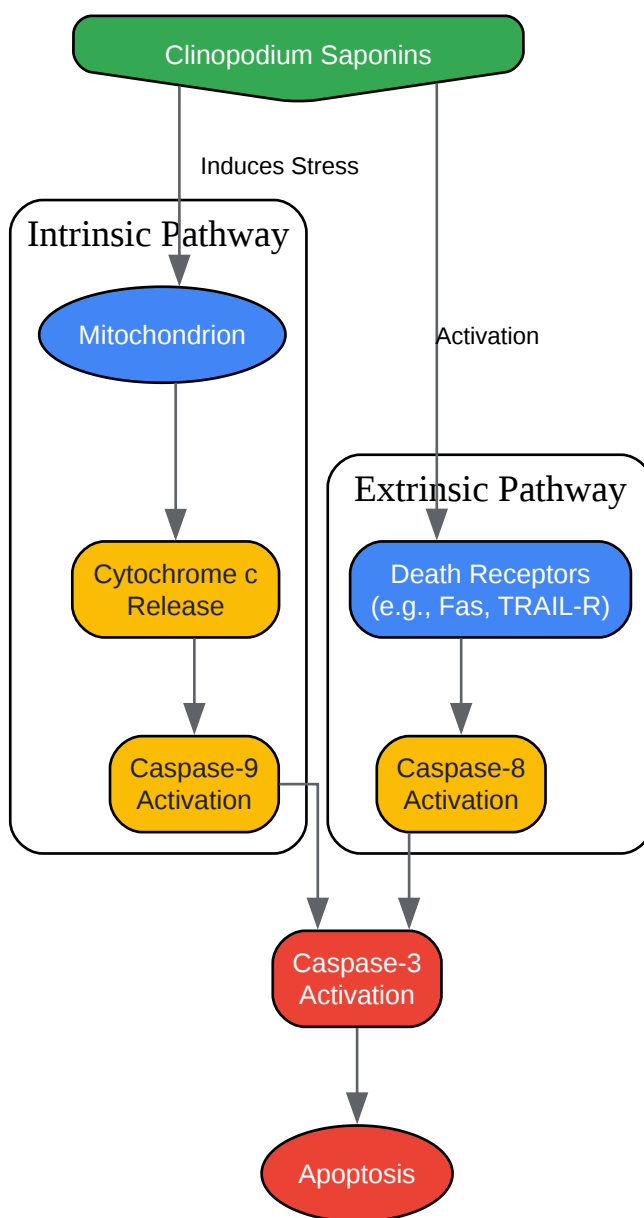 Clinopodium Saponins
Induces Stress
Intrinsic Pathway
Mitochondrion
Activation
Extrinsic Pathway
Cytochrome c
Release
Death Receptors
(e.g., Fas, TRAIL-R)
Caspase-9
Activation
Caspase-8
Activation
Caspase-3
Activation
Apoptosis